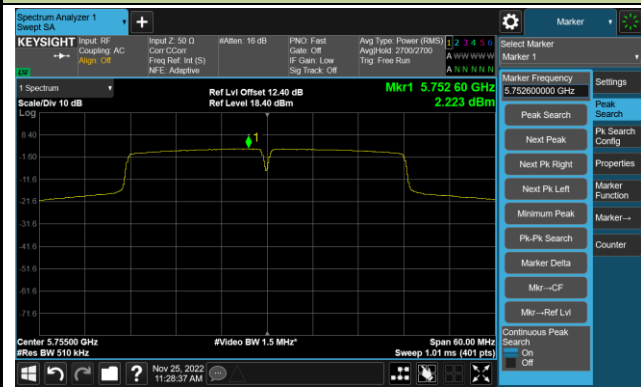 Spectrum Analyzer 1
Swept SA
Marker
KEYSIGHT
Input: RF
Coupling: AC
Align: Off
Input Z: 50 Ω
Corr CCorr
Freq Ref: Int (S)
NFE: Adaptive
#Atten: 16 dB
PNO: Fast
Gate: Off
IF Gain: Low
Sig Track: Off
Avg Type: Power (RMS)
Avg|Hold: 2700/2700
Trig: Free Run
1 2 3 4 5 6
A W W W W W
A N N N N N
LXI
Select Marker
Marker 1
1 Spectrum
Scale/Div 10 dB
Log
Ref Lvl Offset 12.40 dB
Ref Level 18.40 dBm
Mkr1 5.752 60 GHz
2.223 dBm
8.40
-1.60
-11.6
-21.6
-31.6
-41.6
-51.6
-61.6
-71.6
1
Center 5.75500 GHz
#Res BW 510 kHz
#Video BW 1.5 MHz*
Span 60.00 MHz
Sweep 1.01 ms (401 pts)
Marker Frequency
5.752600000 GHz
Peak Search
Next Peak
Next Pk Right
Next Pk Left
Minimum Peak
Pk-Pk Search
Marker Delta
Mkr→CF
Mkr→Ref Lvl
Continuous Peak
Search
On
Off
Settings
Peak
Search
Pk Search
Config
Properties
Marker
Function
Marker→
Counter
Nov 25, 2022
11:28:37 AM